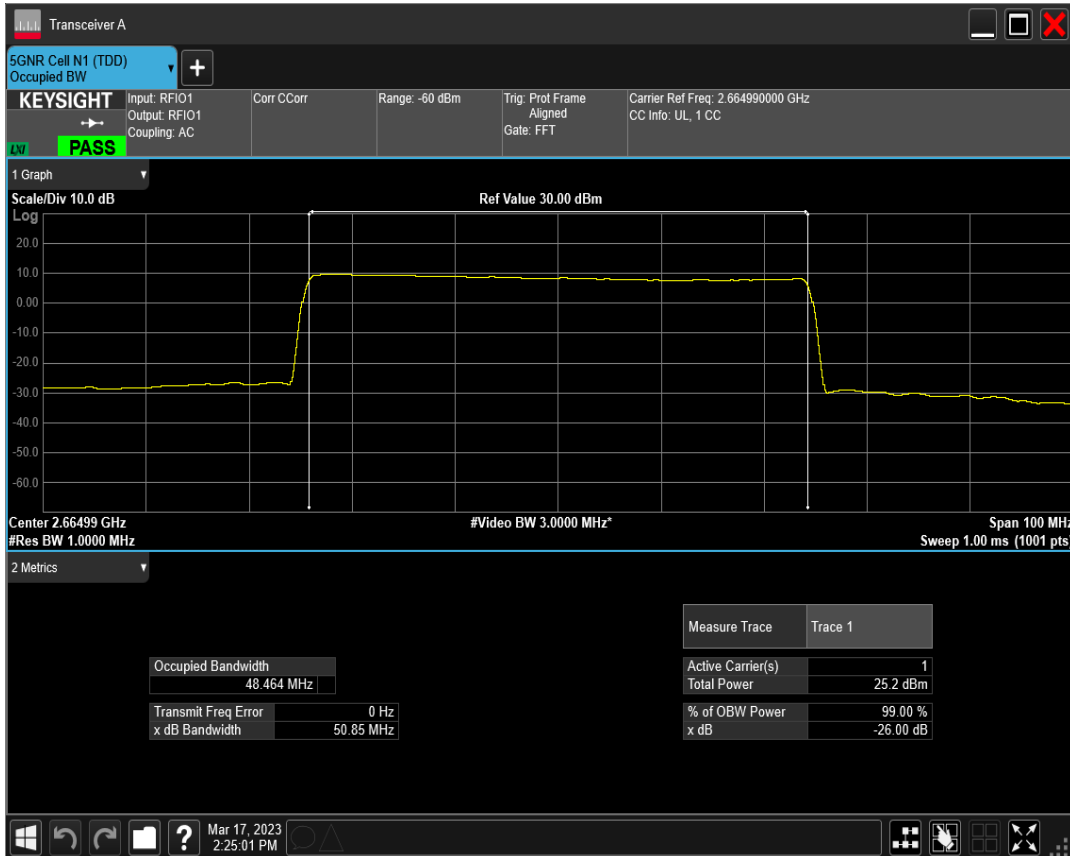 Transceiver A
5GNR Cell N1 (TDD)
Occupied BW
+
KEYSIGHT
LXI
PASS
Input: RFIO1
Output: RFIO1
Coupling: AC
Corr CCorr
Range: -60 dBm
Trig: Prot Frame
Aligned
Gate: FFT
Carrier Ref Freq: 2.664990000 GHz
CC Info: UL, 1 CC
1 Graph
Scale/Div 10.0 dB
Ref Value 30.00 dBm
Log
20.0
10.0
0.00
-10.0
-20.0
-30.0
-40.0
-50.0
-60.0
Center 2.66499 GHz
#Video BW 3.0000 MHz*
Span 100 MHz
#Res BW 1.0000 MHz
Sweep 1.00 ms (1001 pts)
2 Metrics
Measure Trace Trace 1
Occupied Bandwidth
48.464 MHz
Active Carrier(s) 1
Total Power 25.2 dBm
Transmit Freq Error 0 Hz
x dB Bandwidth 50.85 MHz
% of OBW Power 99.00 %
x dB -26.00 dB
?
Mar 17, 2023
2:25:01 PM